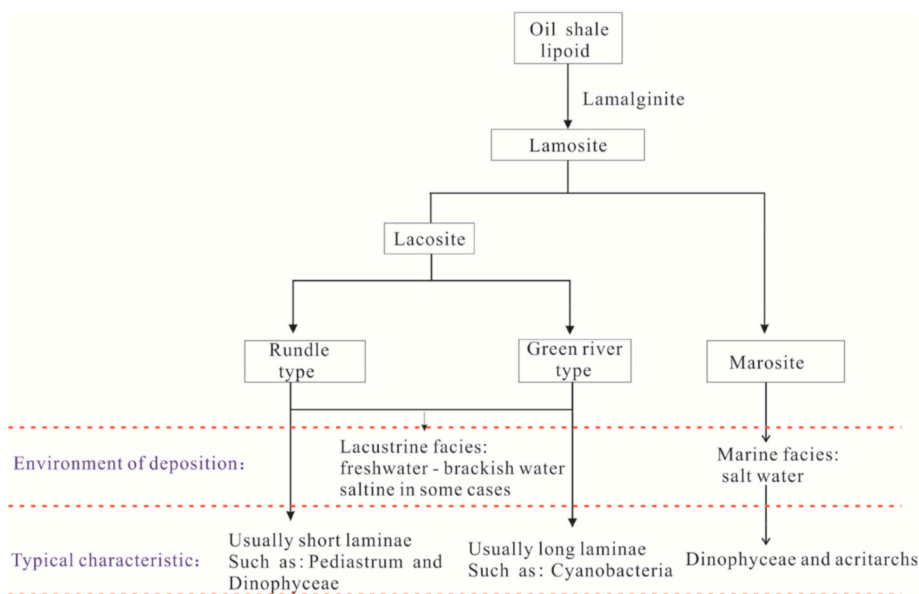 Oil shale
lipoid
Lamalginite
Lamosite
Lacosite
Rundle
type
Green river
type
Marosite
Environment of deposition:
Lacustrine facies:
freshwater - brackish water
saltine in some cases
Marine facies:
salt water
Typical characteristic:
Usually short laminae
Such as: Pediastrum and
Dinophyceae
Usually long laminae
Such as: Cyanobacteria
Dinophyceae and acritarchs